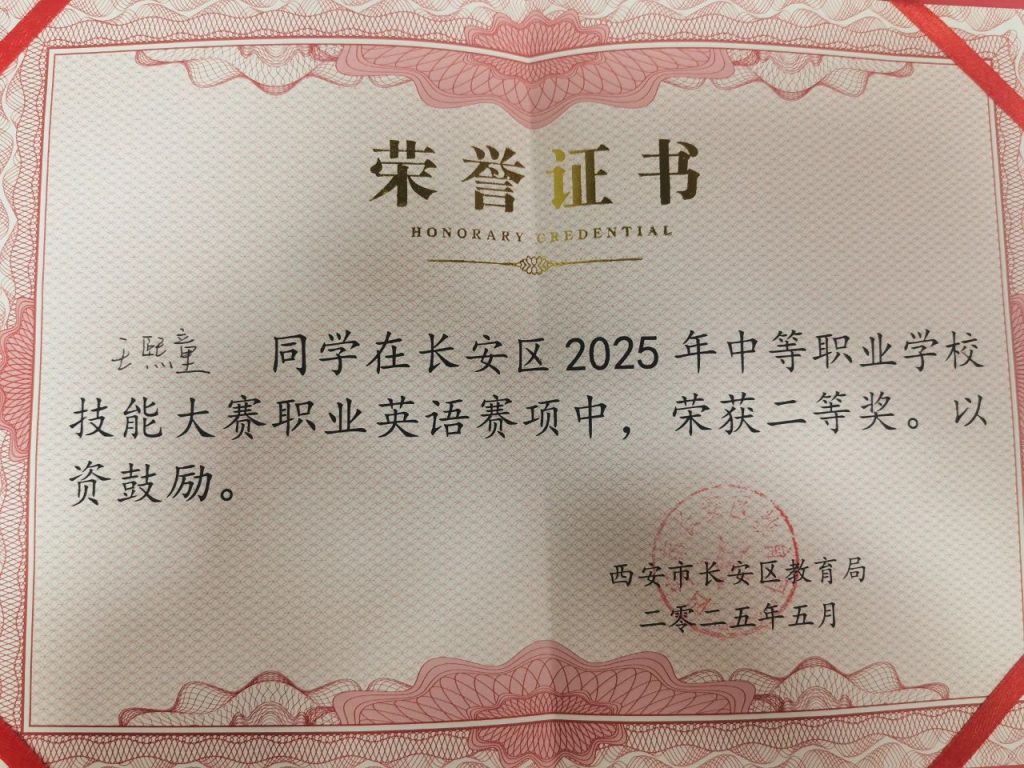 荣誉证书
HONORARY CREDENTIAL
王熙童 同学在长安区2025年中等职业学校
技能大赛职业英语赛项中，荣获二等奖。以
资鼓励。
西安市长安区教育局
二零二五年五月